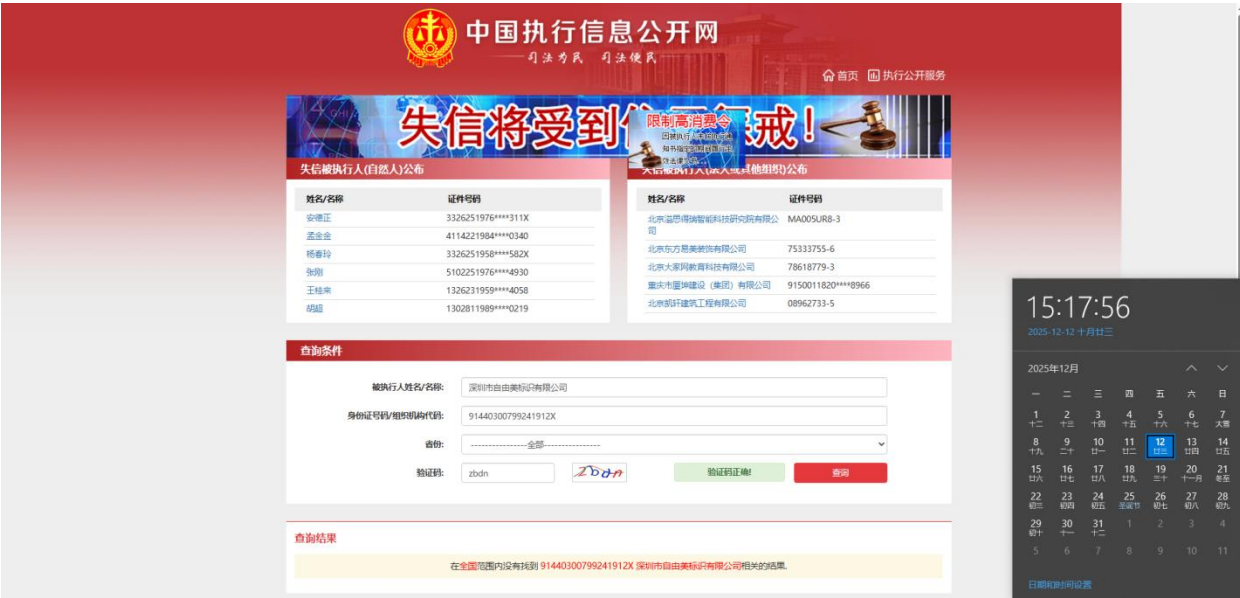 中国执行信息公开网
司法为民 司法便民
首页 执行公开服务
失信将受到信 戒!
限制高消费令
失信被执行人(自然人)公布
失信被执行人(法人或其他组织)公布
姓名/名称 证件号码
安德正 3326251976****311X
孟金金 4114221984****0340
杨春玲 3326251958****582X
张刚 5102251976****4930
王桂来 1326231959****4058
胡超 1302811989****0219
姓名/名称 证件号码
北京溢思得瑞智能科技研究院有限公司 MA005UR8-3
北京东方易美装饰有限公司 75333755-6
北京大家网教育科技有限公司 78618779-3
重庆市 坤建设(集团)有限公司 9150011820****8966
北京凯轩建筑工程有限公司 08962733-5
查询条件
被执行人姓名/名称: 深圳市自由美标识有限公司
身份证号码/组织机构代码: 91440300799241912X
省份: ----------------全部----------------
验证码: zbdn zbdn 验证码正确! 查询
查询结果
在全国范围内没有找到 91440300799241912X 深圳市自由美标识有限公司相关的结果.
15:17:56
2025-12-12 十月廿三
2025年12月
一 二 三 四 五 六 日
1 2 3 4 5 6 7
十二 十三 十四 十五 十六 十七 大雪
8 9 10 11 12 13 14
十九 二十 廿一 廿二 廿三 廿四 廿五
15 16 17 18 19 20 21
廿六 廿七 廿八 廿九 三十 十一月 冬至
22 23 24 25 26 27 28
初三 初四 初五 圣诞节 初七 初八 初九
29 30 31 1 2 3 4
初十 十一 十二
5 6 7 8 9 10 11
日期和时间设置